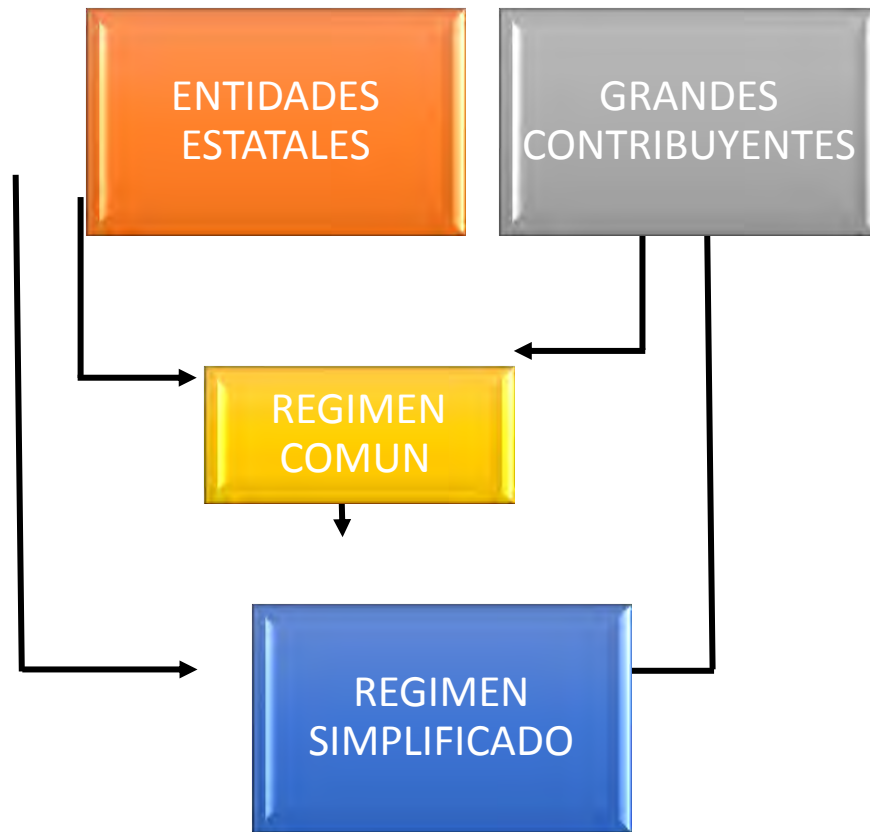 ENTIDADES
ESTATALES
GRANDES
CONTRIBUYENTES
REGIMEN
COMUN
REGIMEN
SIMPLIFICADO